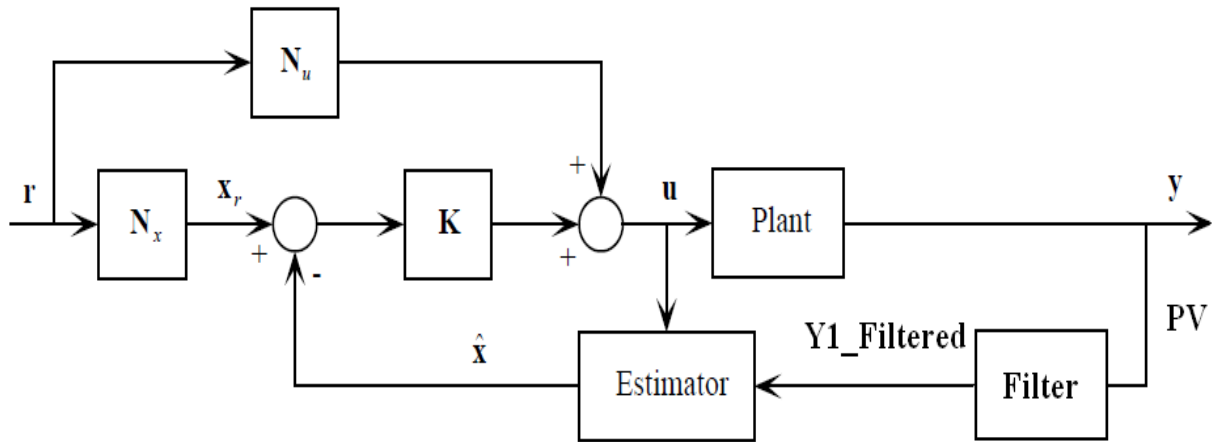 N_u
r
N_x
x_r
+
-
K
+
+
u
Plant
y
PV
Y1_Filtered
Filter
Estimator
x̂